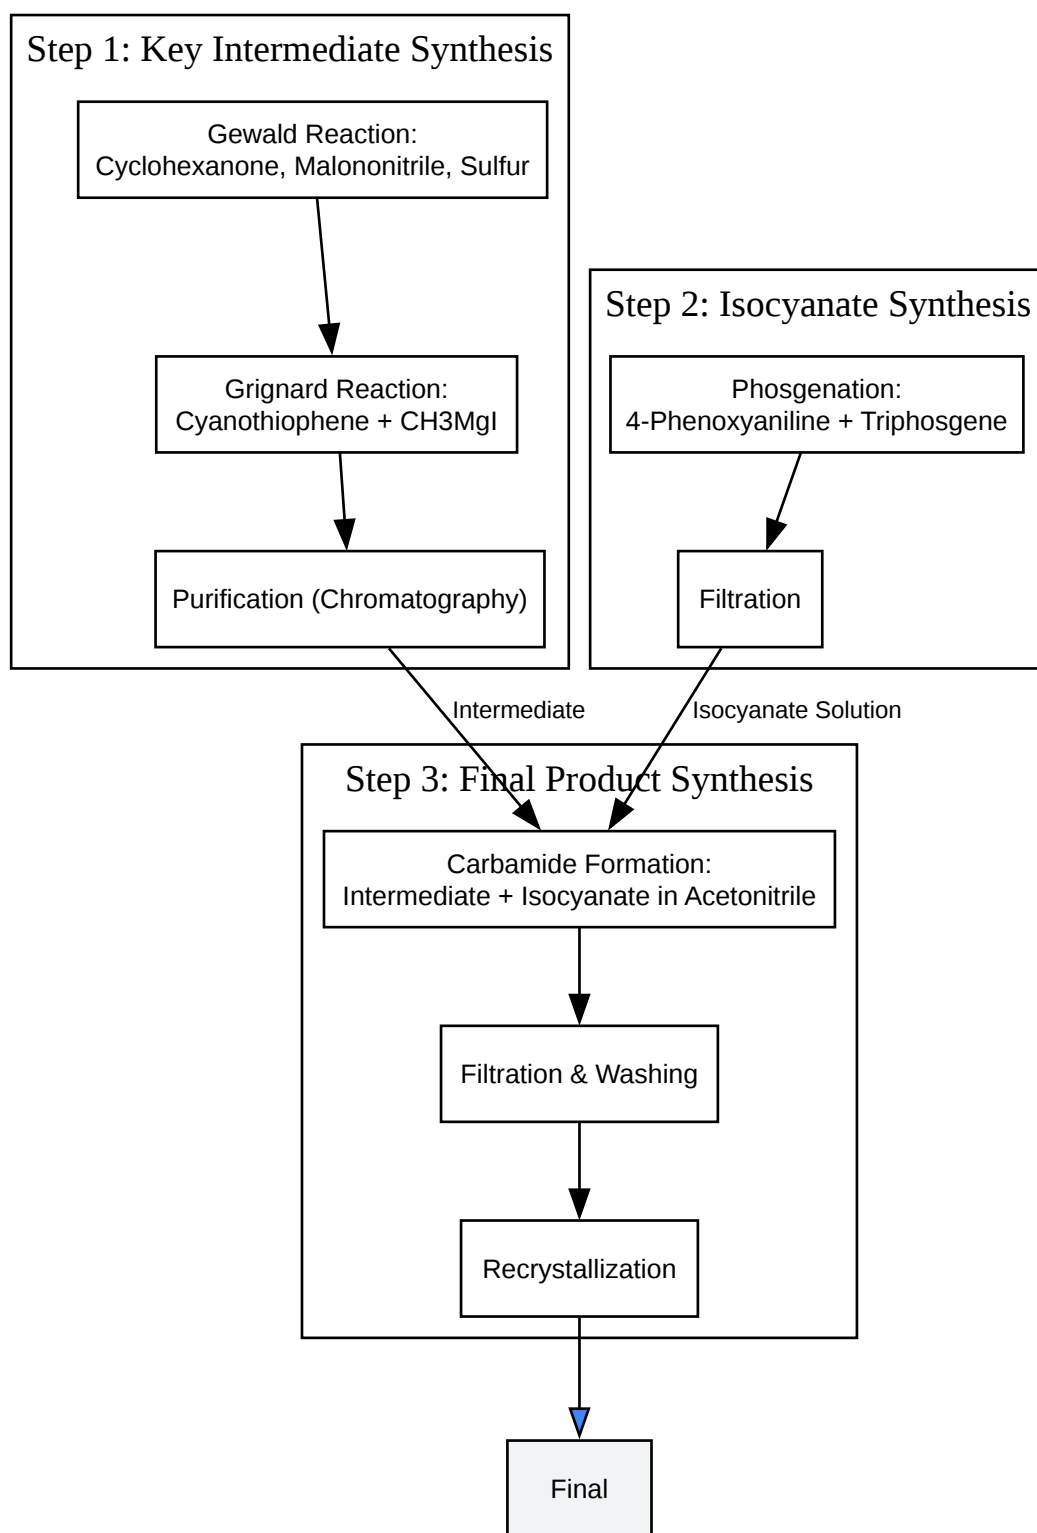 Step 1: Key Intermediate Synthesis
Gewald Reaction:
Cyclohexanone, Malononitrile, Sulfur
Grignard Reaction:
Cyanothiophene + CH3MgI
Purification (Chromatography)
Step 2: Isocyanate Synthesis
Phosgenation:
4-Phenoxyaniline + Triphosgene
Filtration
Intermediate
Isocyanate Solution
Step 3: Final Product Synthesis
Carbamide Formation:
Intermediate + Isocyanate in Acetonitrile
Filtration & Washing
Recrystallization
Final